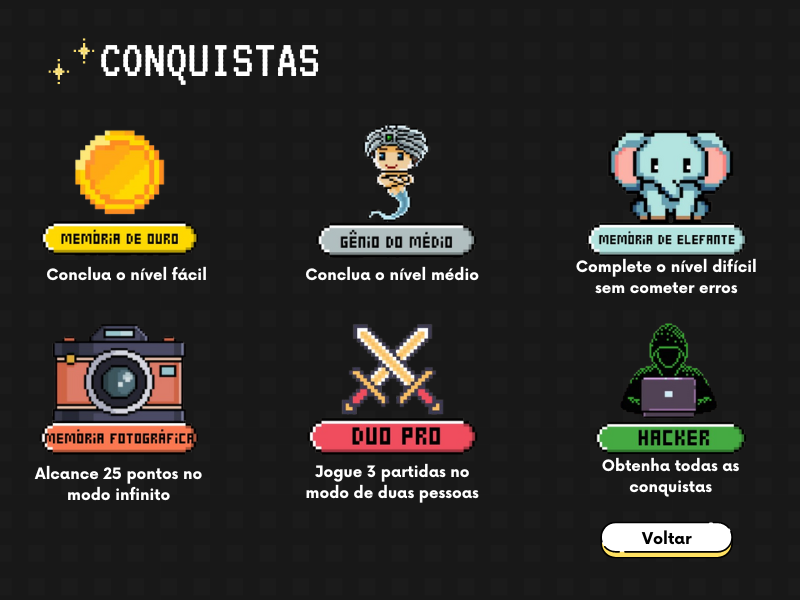 CONQUISTAS
MEMÓRIA DE OURO
Conclua o nível fácil
GÊNIO DO MÉDIO
Conclua o nível médio
MEMÓRIA DE ELEFANTE
Complete o nível difícil
sem cometer erros
MEMÓRIA FOTOGRÁFICA
Alcance 25 pontos no
modo infinito
DUO PRO
Jogue 3 partidas no
modo de duas pessoas
HACKER
Obtenha todas as
conquistas
Voltar